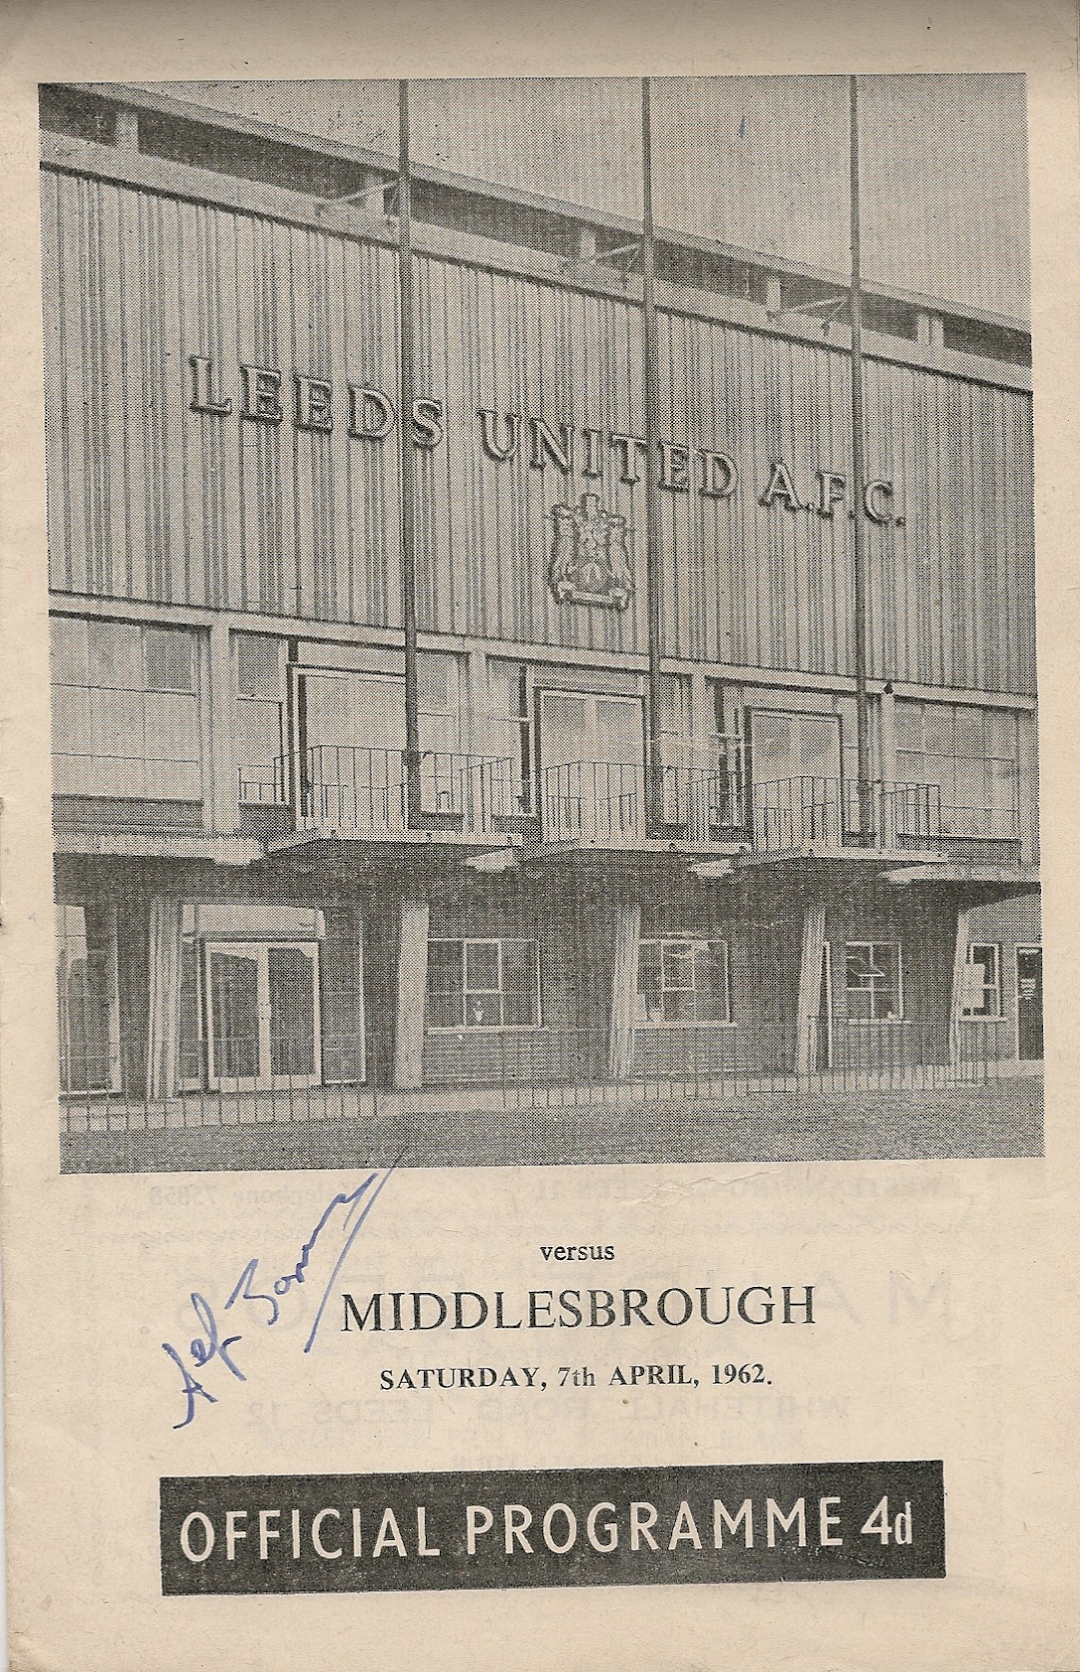 LEEDS UNITED A.F.C.
versus
MIDDLESBROUGH
SATURDAY, 7th APRIL, 1962.
OFFICIAL PROGRAMME 4d